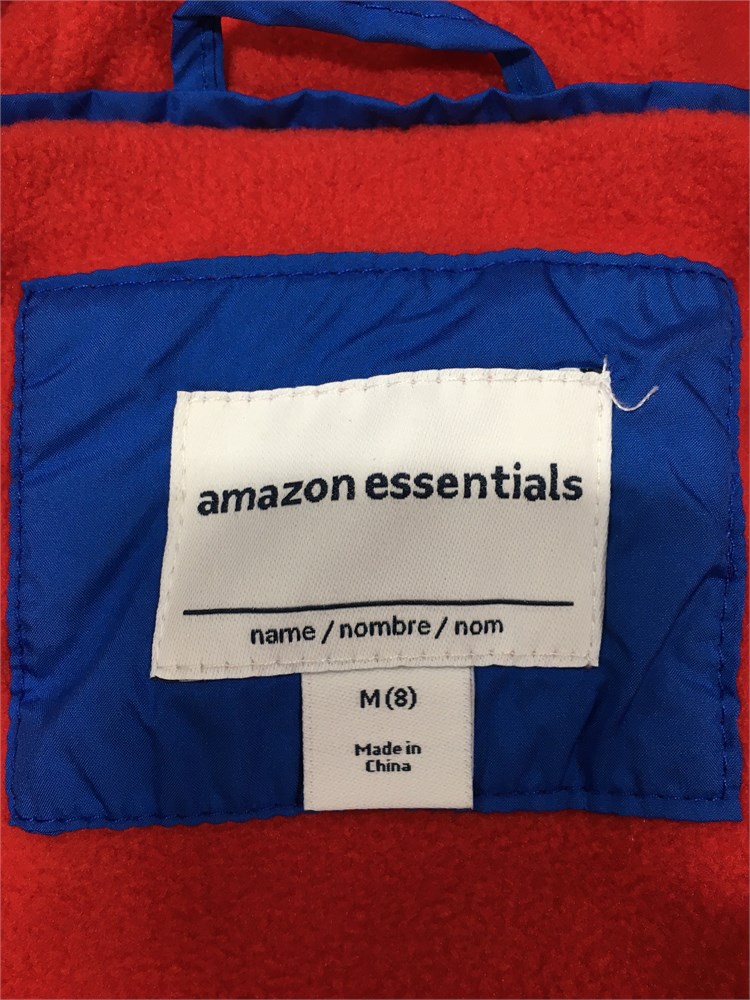 amazon essentials
name / nombre / nom
M (8)
Made in
China